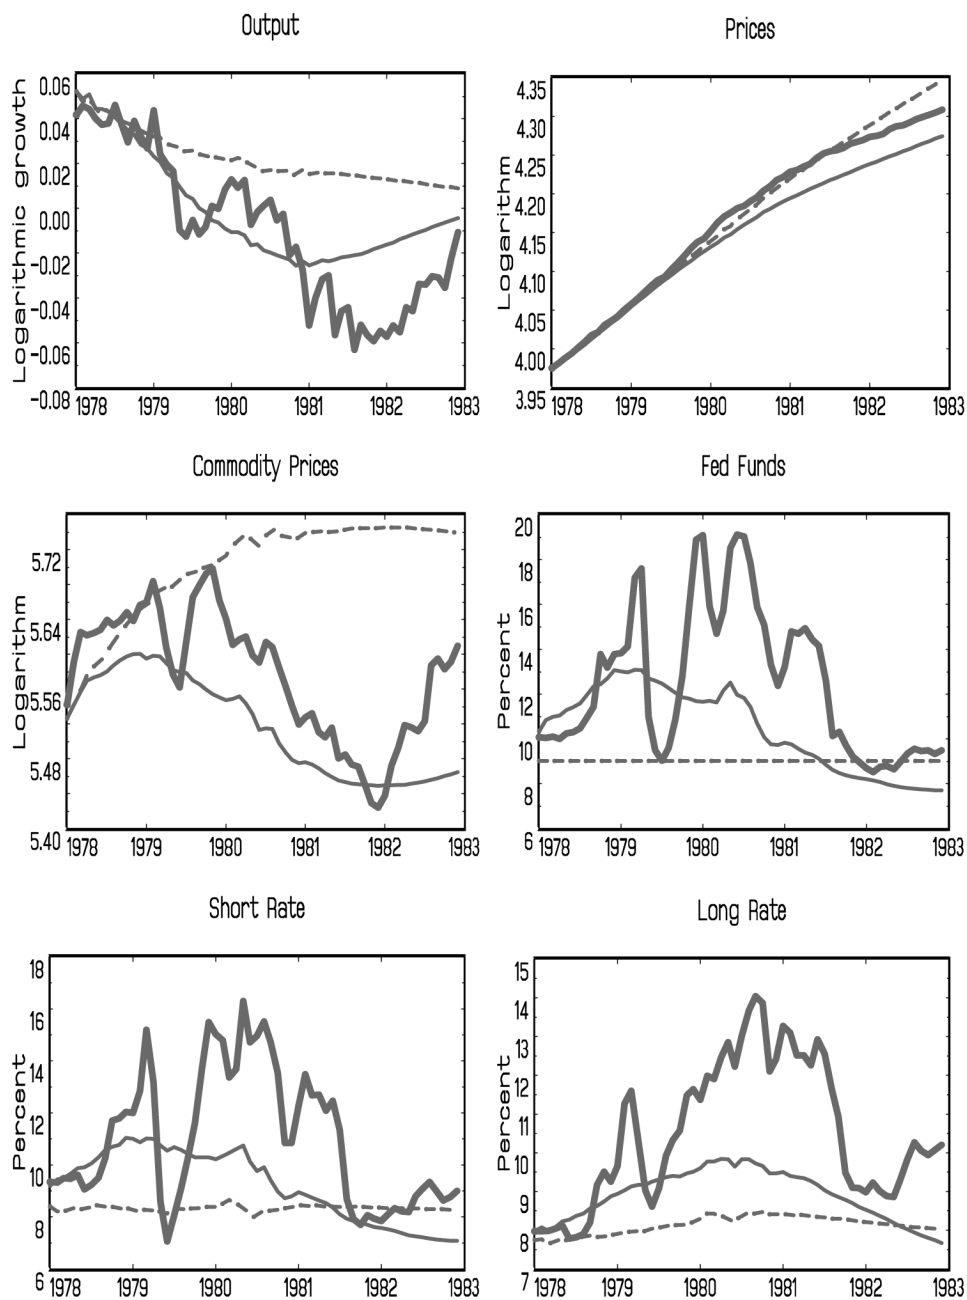 Output
Logarithmic growth
0.06
0.04
0.02
0.00
−0.02
−0.04
−0.06
−0.08
1978 1979 1980 1981 1982 1983
Prices
Logarithm
4.35
4.30
4.25
4.20
4.15
4.10
4.05
4.00
3.95
1978 1979 1980 1981 1982 1983
Commodity Prices
Logarithm
5.72
5.64
5.56
5.48
5.40
1978 1979 1980 1981 1982 1983
Fed Funds
Percent
20
18
16
14
12
10
8
6
1978 1979 1980 1981 1982 1983
Short Rate
Percent
18
16
14
12
10
8
6
1978 1979 1980 1981 1982 1983
Long Rate
Percent
15
14
13
12
11
10
9
8
7
1978 1979 1980 1981 1982 1983